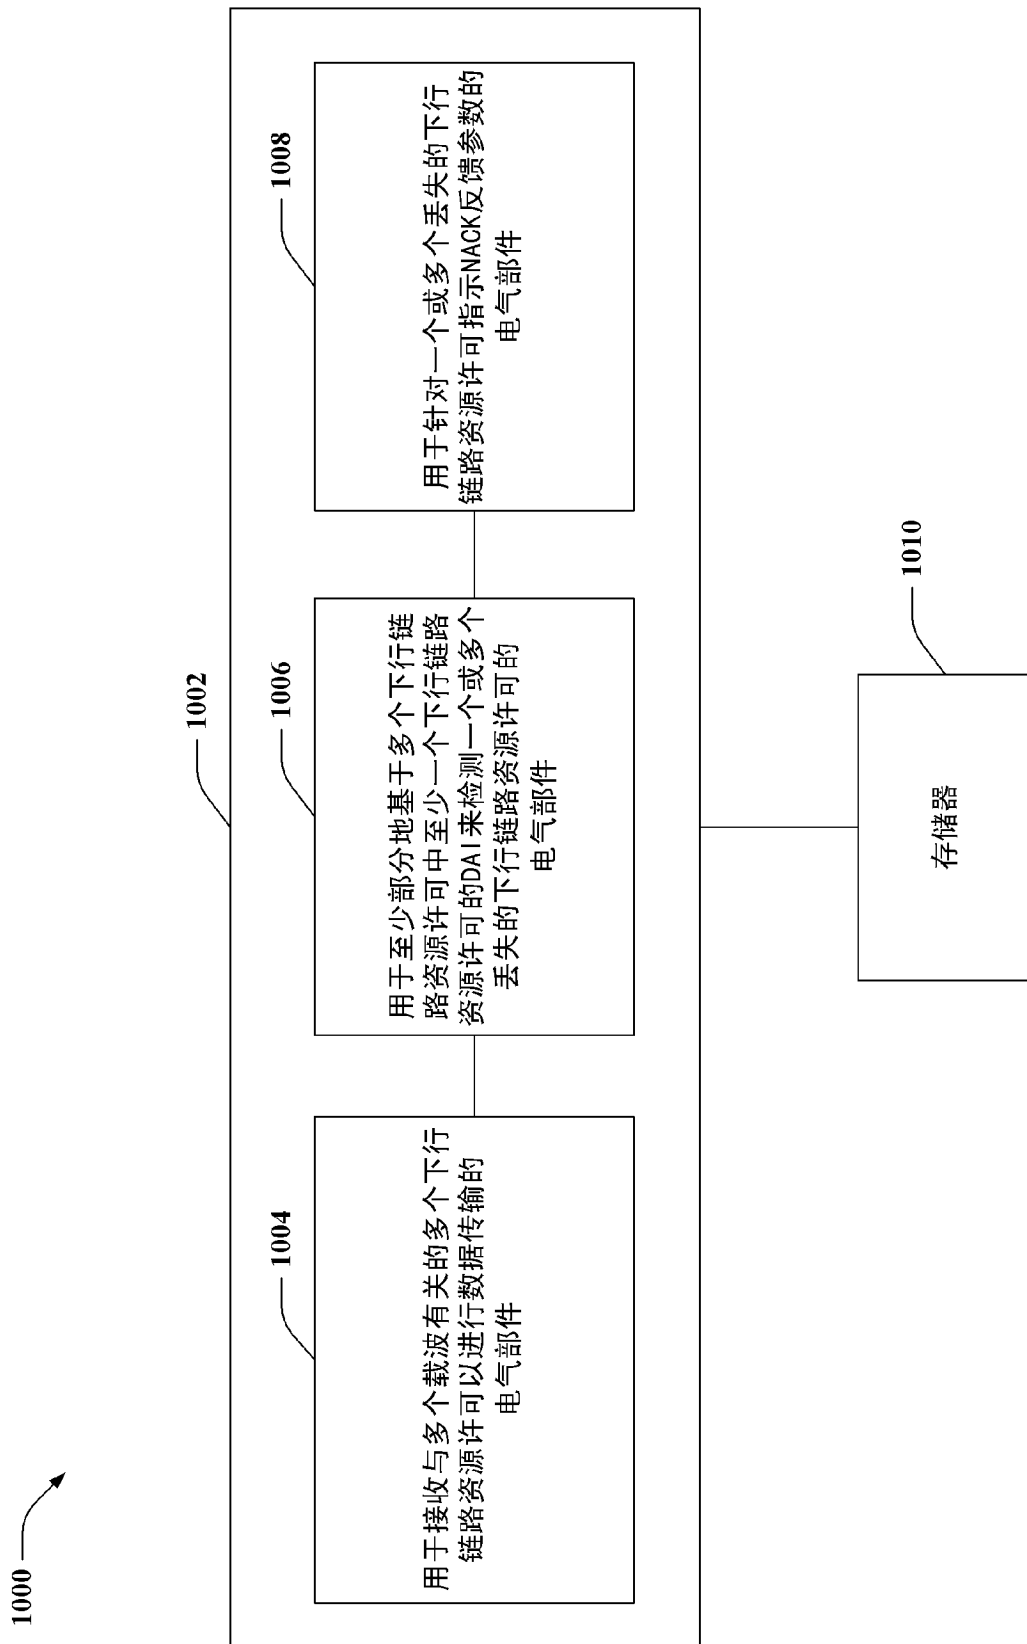 1000
1002
1004
用于接收与多个载波有关的多个下行
链路资源许可以进行数据传输的
电气部件
1006
用于至少部分地基于多个下行链
路资源许可中至少一个下行链路
资源许可的DAI来检测一个或多个
丢失的下行链路资源许可的
电气部件
1008
用于针对一个或多个丢失的下行
链路资源许可指示NACK反馈参数的
电气部件
1010
存储器